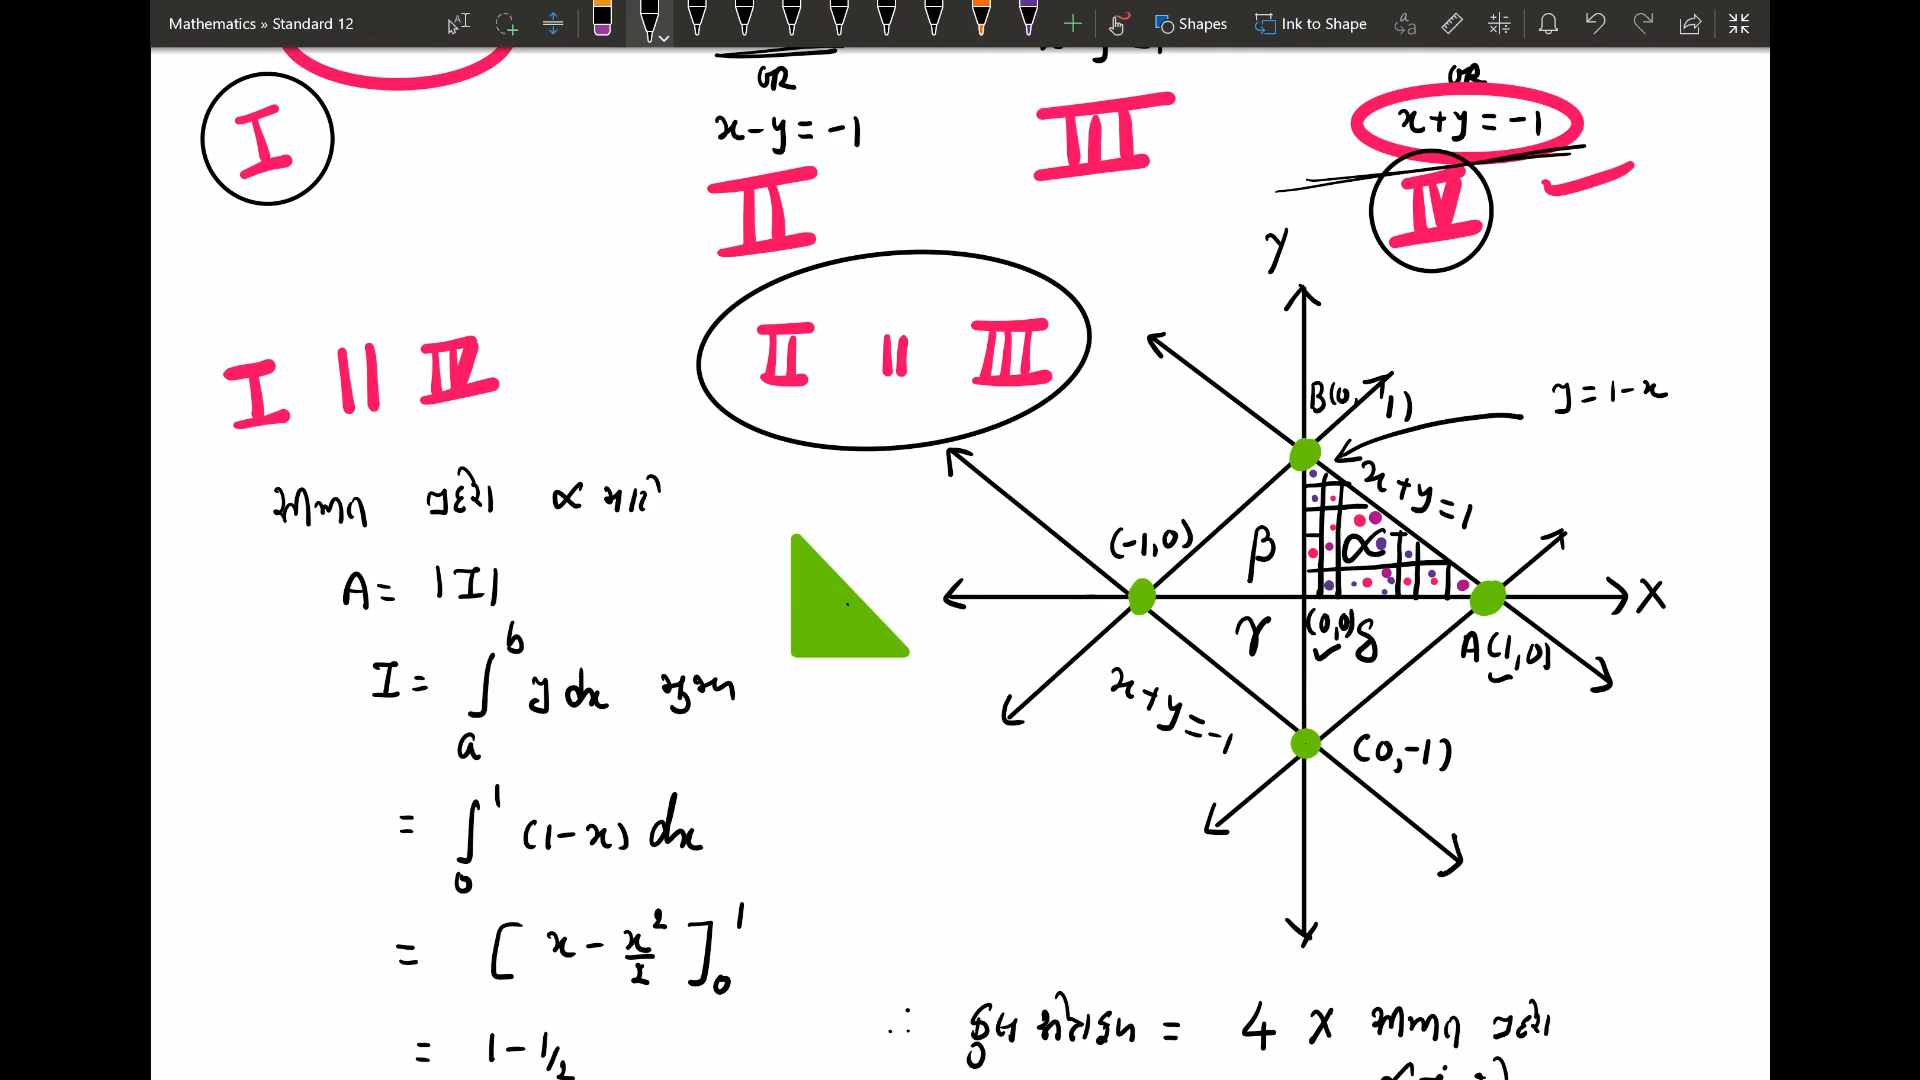 Mathematics » Standard 12
Shapes
Ink to Shape
OR
OR
x - y = -1
x + y = -1
I
II
III
IV
I || IV
II || III
Y
B(0, 1)
y = 1 - x
x + y = 1
(-1, 0)
β
α
X
γ
(0,0)
δ
A(1, 0)
x + y = -1
(0, -1)
A = |I|
I = ∫ₐᵇ y dx
= ∫₀¹ (1 - x) dx
= [x - x²/2]₀¹
= 1 - 1/2
∴ = 4 X